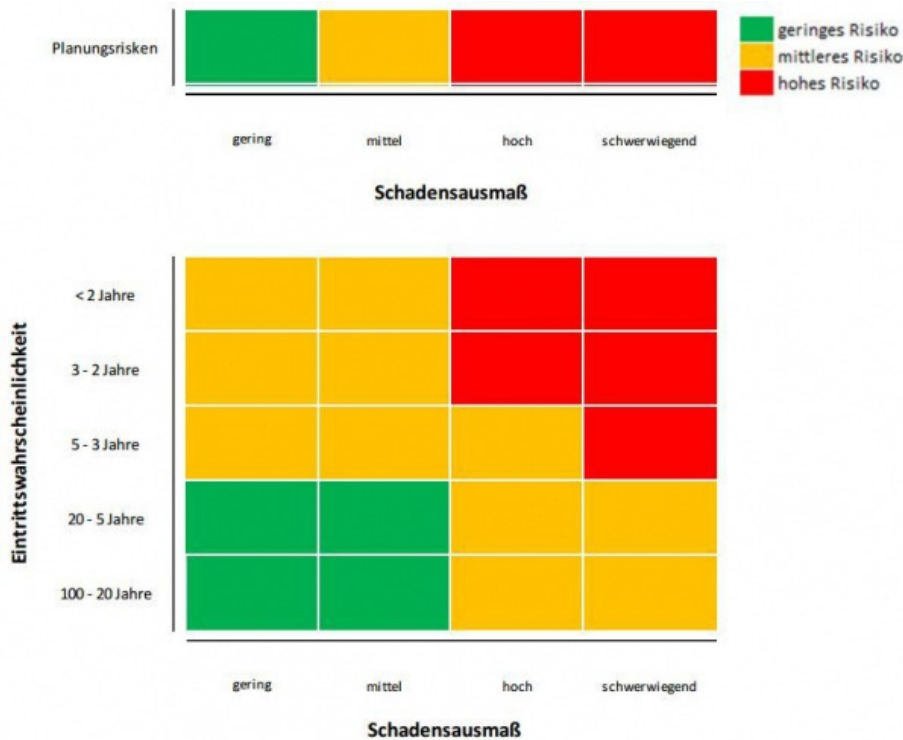 Planungsrisken
geringes Risiko
mittleres Risiko
hohes Risiko
gering mittel hoch schwerwiegend
Schadensausmaß
Eintrittswahrscheinlichkeit
< 2 Jahre
3 - 2 Jahre
5 - 3 Jahre
20 - 5 Jahre
100 - 20 Jahre
gering mittel hoch schwerwiegend
Schadensausmaß